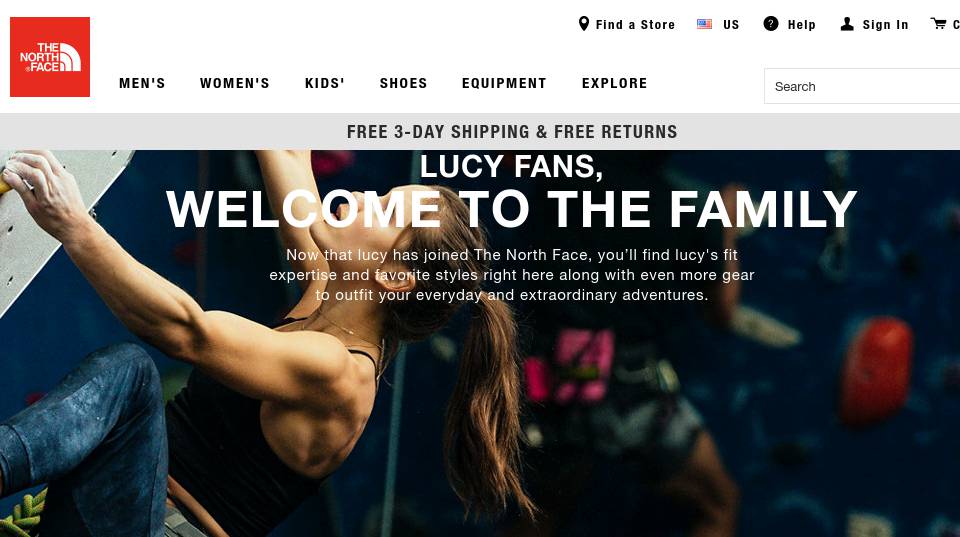 THE
NORTH
FACE
Find a Store
US
? Help
Sign In
MEN'S
WOMEN'S
KIDS'
SHOES
EQUIPMENT
EXPLORE
Search
FREE 3-DAY SHIPPING & FREE RETURNS
LUCY FANS,
WELCOME TO THE FAMILY
Now that lucy has joined The North Face, you’ll find lucy's fit
expertise and favorite styles right here along with even more gear
to outfit your everyday and extraordinary adventures.